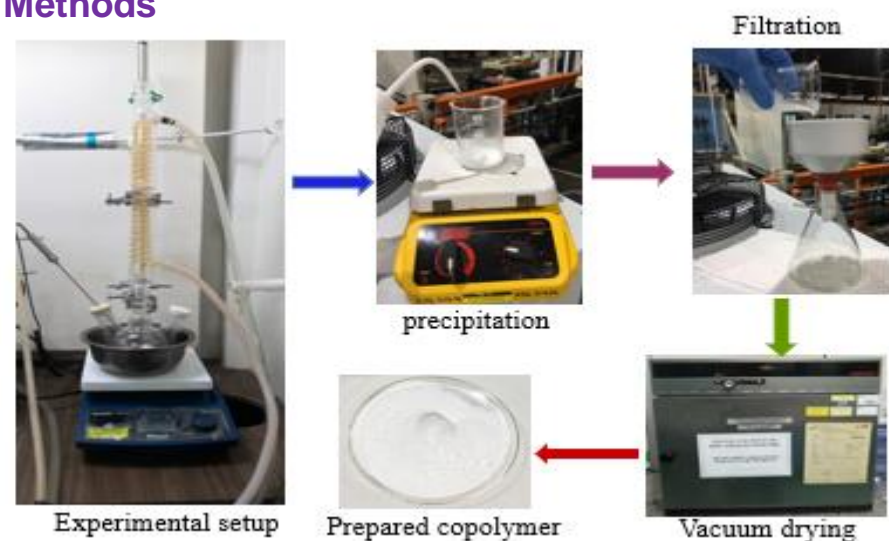 Methods
Filtration
precipitation
Experimental setup
Prepared copolymer
Vacuum drying